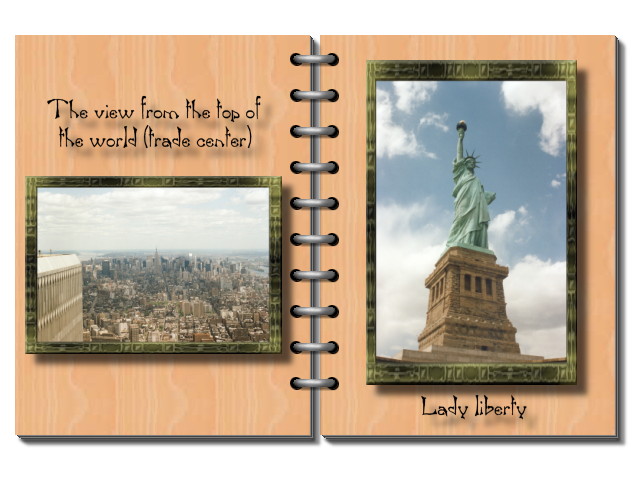 The view from the top of
the world (trade center)
Lady liberty